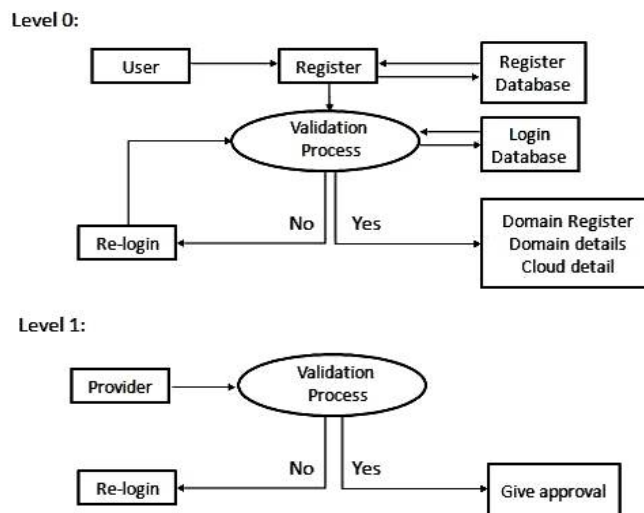 Level 0:
User
Register
Register
Database
Validation
Process
Login
Database
No
Yes
Re-login
Domain Register
Domain details
Cloud detail
Level 1:
Provider
Validation
Process
No
Yes
Re-login
Give approval